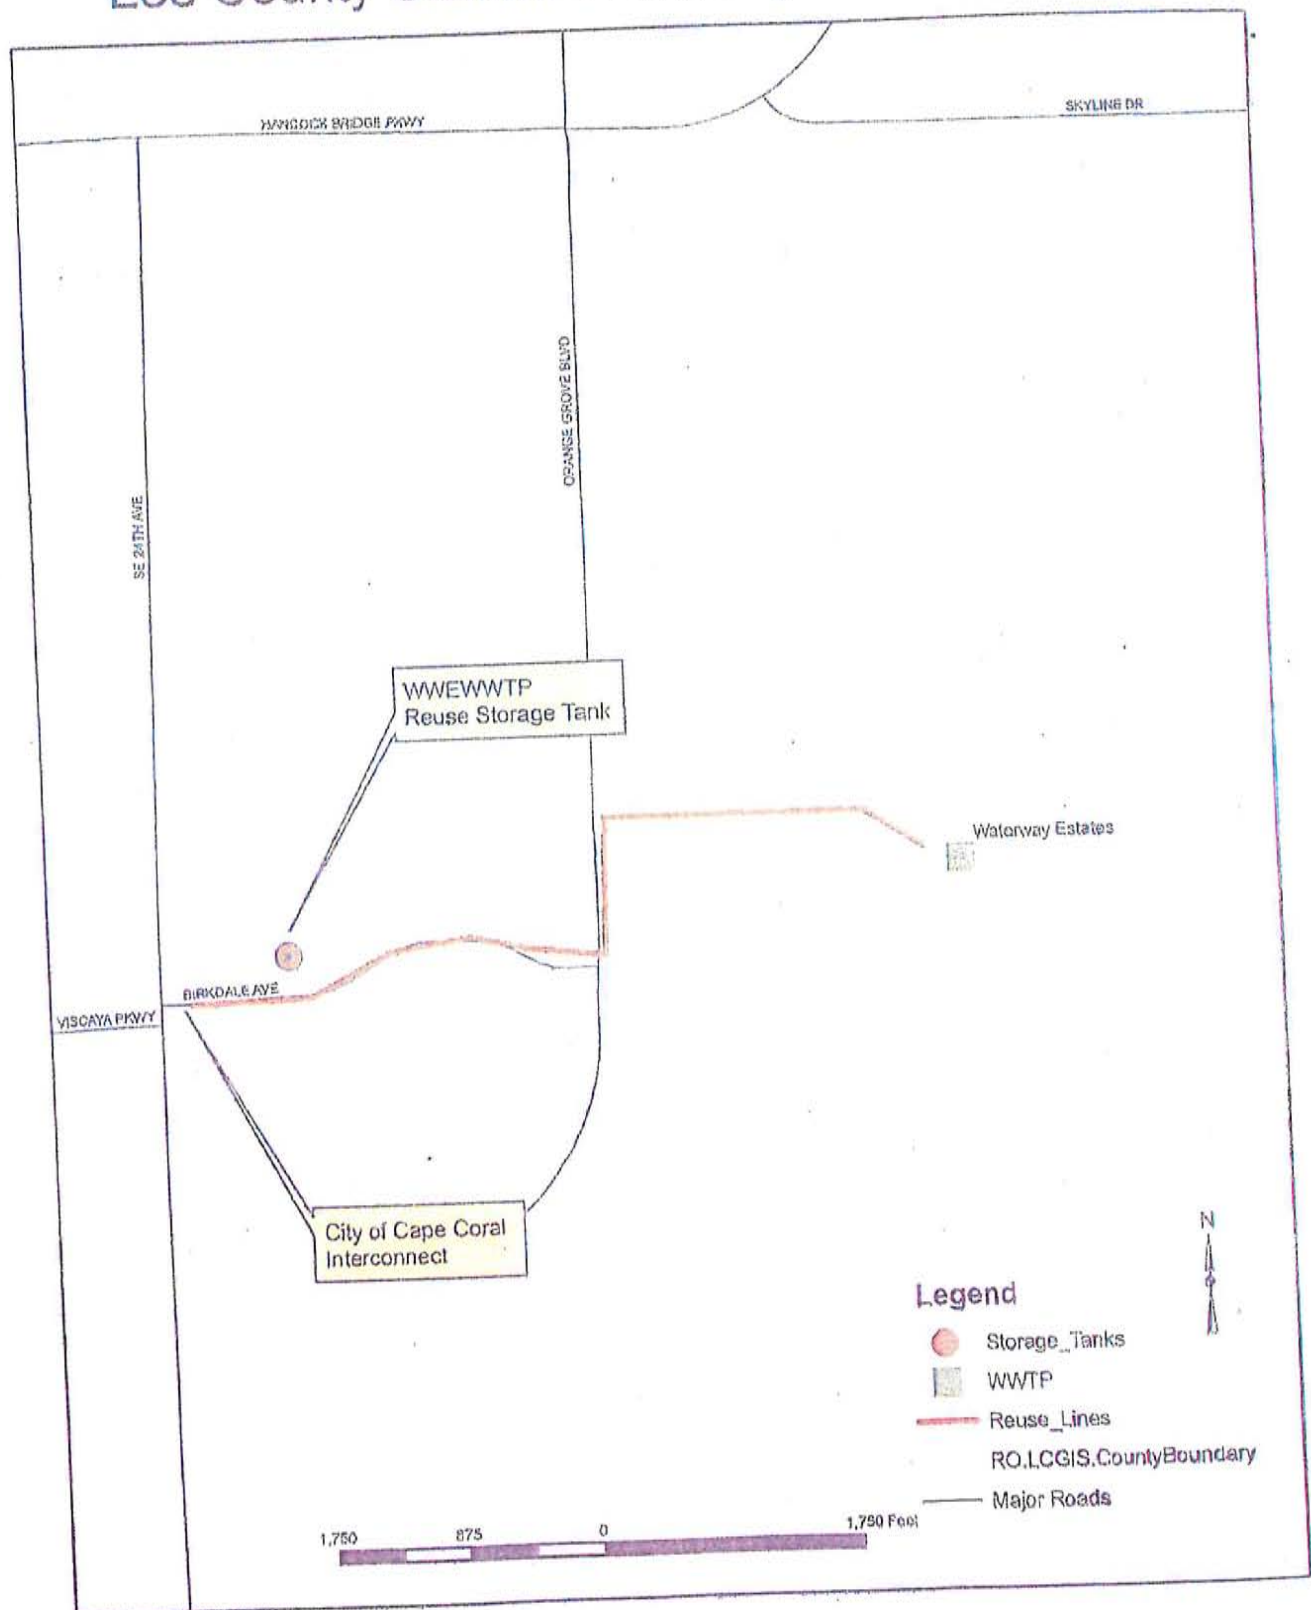 Lee County
HANCOCK BRIDGE PKWY
SKYLINE DR
ORANGE GROVE BLVD
SE 24TH AVE
WWEWWTP
Reuse Storage Tank
Waterway Estates
BIRKDALE AVE
VISCAYA PKWY
City of Cape Coral
Interconnect
N
Legend
Storage_Tanks
WWTP
Reuse_Lines
RO.LCGIS.CountyBoundary
Major Roads
1,750 875 0 1,750 Feet